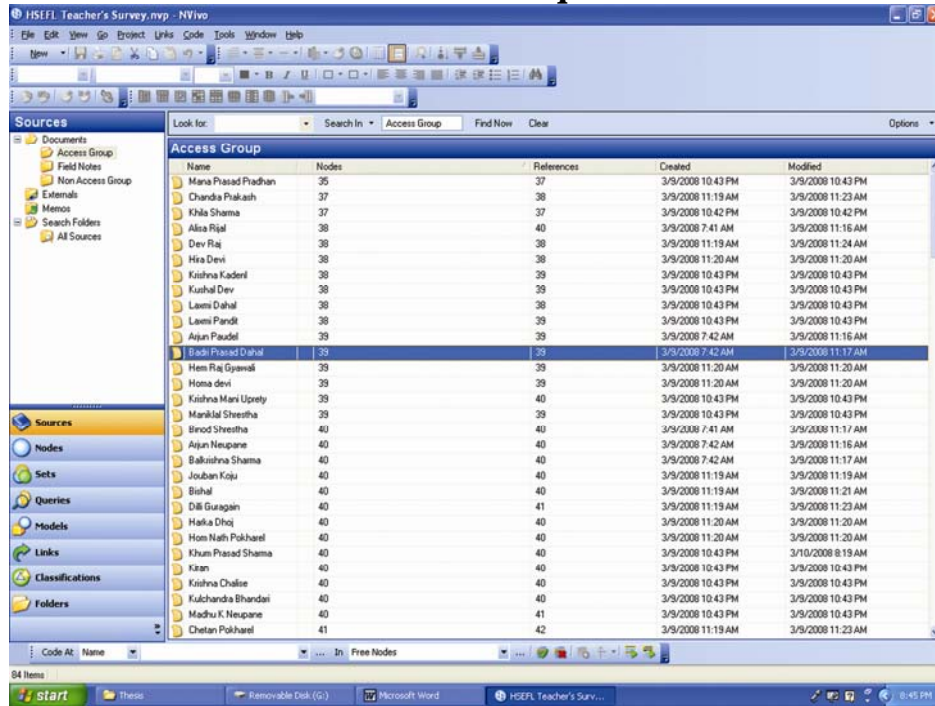 HSEFL Teacher's Survey.nvp - NVivo
File Edit View Go Project Links Code Tools Window Help
New
Sources
Look for: Search In Access Group Find Now Clear Options
Documents
Access Group
Field Notes
Non Access Group
Externals
Memos
Search Folders
All Sources
Access Group
Name Nodes References Created Modified
Mana Prasad Pradhan 35 37 3/9/2008 10:43 PM 3/9/2008 10:43 PM
Chandra Prakash 37 38 3/9/2008 11:19 AM 3/9/2008 11:23 AM
Khila Sharma 37 37 3/9/2008 10:42 PM 3/9/2008 10:42 PM
Alisa Rijal 38 40 3/9/2008 7:41 AM 3/9/2008 11:16 AM
Dev Raj 38 38 3/9/2008 11:19 AM 3/9/2008 11:24 AM
Hira Devi 38 38 3/9/2008 11:20 AM 3/9/2008 11:20 AM
Krishna Kaderil 38 39 3/9/2008 10:43 PM 3/9/2008 10:43 PM
Kushal Dev 38 39 3/9/2008 10:43 PM 3/9/2008 10:43 PM
Laxmi Dahal 38 38 3/9/2008 10:43 PM 3/9/2008 10:43 PM
Laxmi Pandit 38 39 3/9/2008 10:43 PM 3/9/2008 10:43 PM
Arjun Paudel 39 39 3/9/2008 7:42 AM 3/9/2008 11:16 AM
Badri Prasad Dahal 39 39 3/9/2008 7:42 AM 3/9/2008 11:17 AM
Hem Raj Gyawali 39 39 3/9/2008 11:20 AM 3/9/2008 11:20 AM
Homa devi 39 39 3/9/2008 11:20 AM 3/9/2008 11:20 AM
Krishna Mani Uprety 39 40 3/9/2008 10:43 PM 3/9/2008 10:43 PM
Maniklal Shrestha 39 39 3/9/2008 10:43 PM 3/9/2008 10:43 PM
Binod Shrestha 40 40 3/9/2008 7:41 AM 3/9/2008 11:17 AM
Arjun Neupane 40 40 3/9/2008 7:42 AM 3/9/2008 11:16 AM
Balkrishna Sharma 40 40 3/9/2008 7:42 AM 3/9/2008 11:17 AM
Jouban Koju 40 40 3/9/2008 11:19 AM 3/9/2008 11:19 AM
Bishal 40 40 3/9/2008 11:19 AM 3/9/2008 11:21 AM
Dilli Guragain 40 41 3/9/2008 11:19 AM 3/9/2008 11:23 AM
Harka Dhoj 40 40 3/9/2008 11:20 AM 3/9/2008 11:20 AM
Hom Nath Pokharel 40 40 3/9/2008 11:20 AM 3/9/2008 11:20 AM
Khum Prasad Sharma 40 40 3/9/2008 10:43 PM 3/10/2008 8:19 AM
Kiran 40 40 3/9/2008 10:43 PM 3/9/2008 10:43 PM
Krishna Chalise 40 40 3/9/2008 10:43 PM 3/9/2008 10:43 PM
Kulchandra Bhandari 40 40 3/9/2008 10:43 PM 3/9/2008 10:43 PM
Madhu K Neupane 40 41 3/9/2008 10:43 PM 3/9/2008 10:43 PM
Chetan Pokharel 41 42 3/9/2008 11:19 AM 3/9/2008 11:23 AM
Sources
Nodes
Sets
Queries
Models
Links
Classifications
Folders
Code At Name ... In Free Nodes ...
84 Items
start Thesis Removable Disk (G:) Microsoft Word HSEFL Teacher's Surv... 8:45 PM